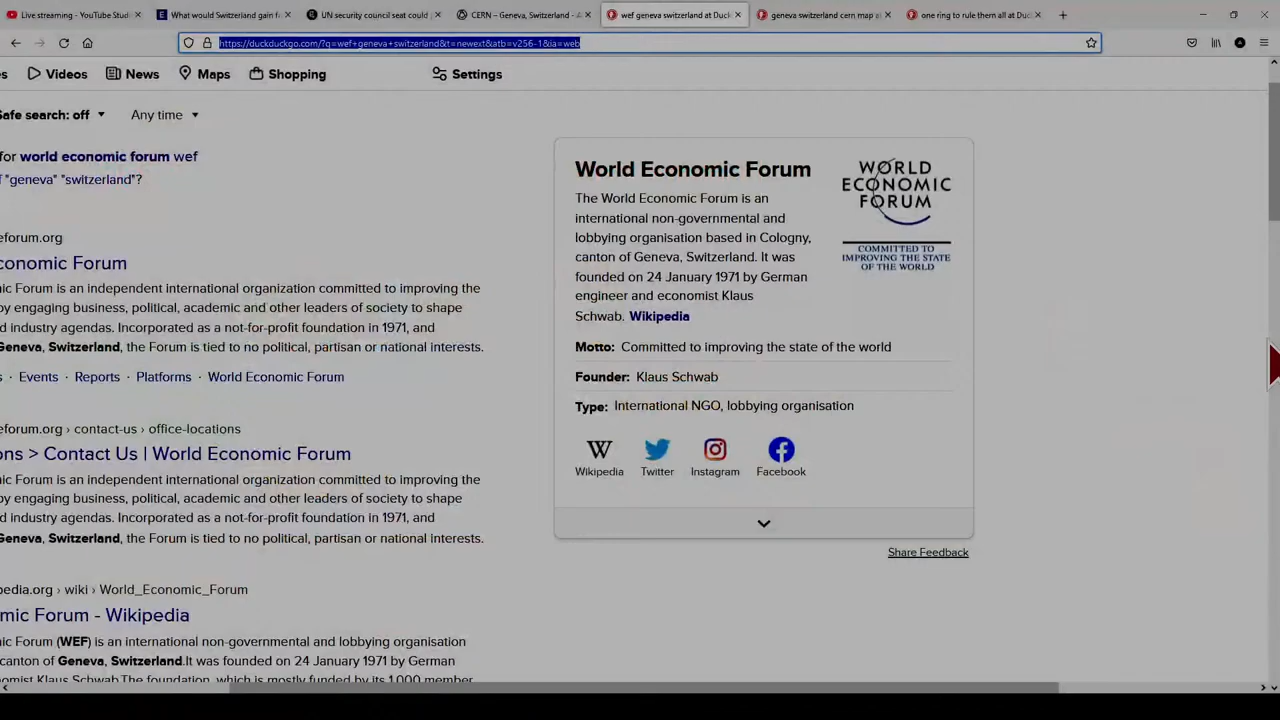 Live streaming - YouTube Stud
What would Switzerland gain f
UN security council seat could
CERN – Geneva, Switzerland - A
wef geneva switzerland at Duck
geneva switzerland cern map a
one ring to rule them all at Duc
https://duckduckgo.com/?q=wef+geneva+switzerland&t=newext&atb=v256-1&ia=web
es
Videos
News
Maps
Shopping
Settings
Safe search: off
Any time
for world economic forum wef
f "geneva" "switzerland"?
eforum.org
conomic Forum
ic Forum is an independent international organization committed to improving the
by engaging business, political, academic and other leaders of society to shape
d industry agendas. Incorporated as a not-for-profit foundation in 1971, and
Geneva, Switzerland, the Forum is tied to no political, partisan or national interests.
s · Events · Reports · Platforms · World Economic Forum
eforum.org › contact-us › office-locations
ons > Contact Us | World Economic Forum
ic Forum is an independent international organization committed to improving the
by engaging business, political, academic and other leaders of society to shape
d industry agendas. Incorporated as a not-for-profit foundation in 1971, and
Geneva, Switzerland, the Forum is tied to no political, partisan or national interests.
pedia.org › wiki › World_Economic_Forum
mic Forum - Wikipedia
ic Forum (WEF) is an international non-governmental and lobbying organisation
canton of Geneva, Switzerland.It was founded on 24 January 1971 by German
nomist Klaus Schwab.The foundation, which is mostly funded by its 1,000 member
World Economic Forum
The World Economic Forum is an
international non-governmental and
lobbying organisation based in Cologny,
canton of Geneva, Switzerland. It was
founded on 24 January 1971 by German
engineer and economist Klaus
Schwab. Wikipedia
WORLD
ECONOMIC
FORUM
COMMITTED TO
IMPROVING THE STATE
OF THE WORLD
Motto: Committed to improving the state of the world
Founder: Klaus Schwab
Type: International NGO, lobbying organisation
W
Wikipedia
Twitter
Instagram
Facebook
Share Feedback